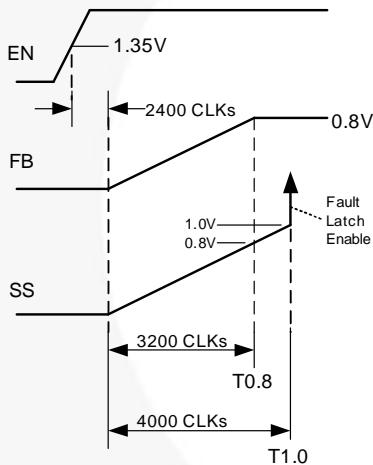 EN
1.35V
2400 CLKs
0.8V
FB
Fault
Latch
Enable
1.0V
0.8V
SS
3200 CLKs
T0.8
4000 CLKs
T1.0